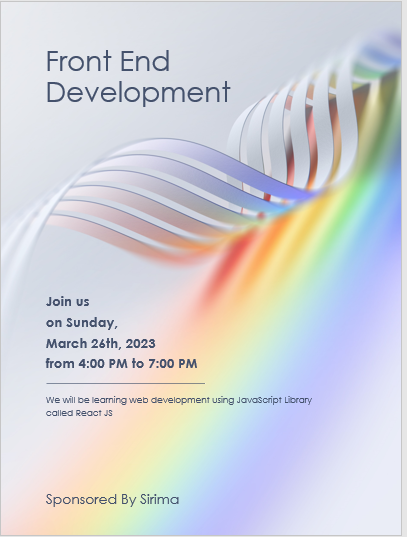 Front End
Development
Join us
on Sunday,
March 26th, 2023
from 4:00 PM to 7:00 PM
We will be learning web development using JavaScript Library
called React JS
Sponsored By Sirima